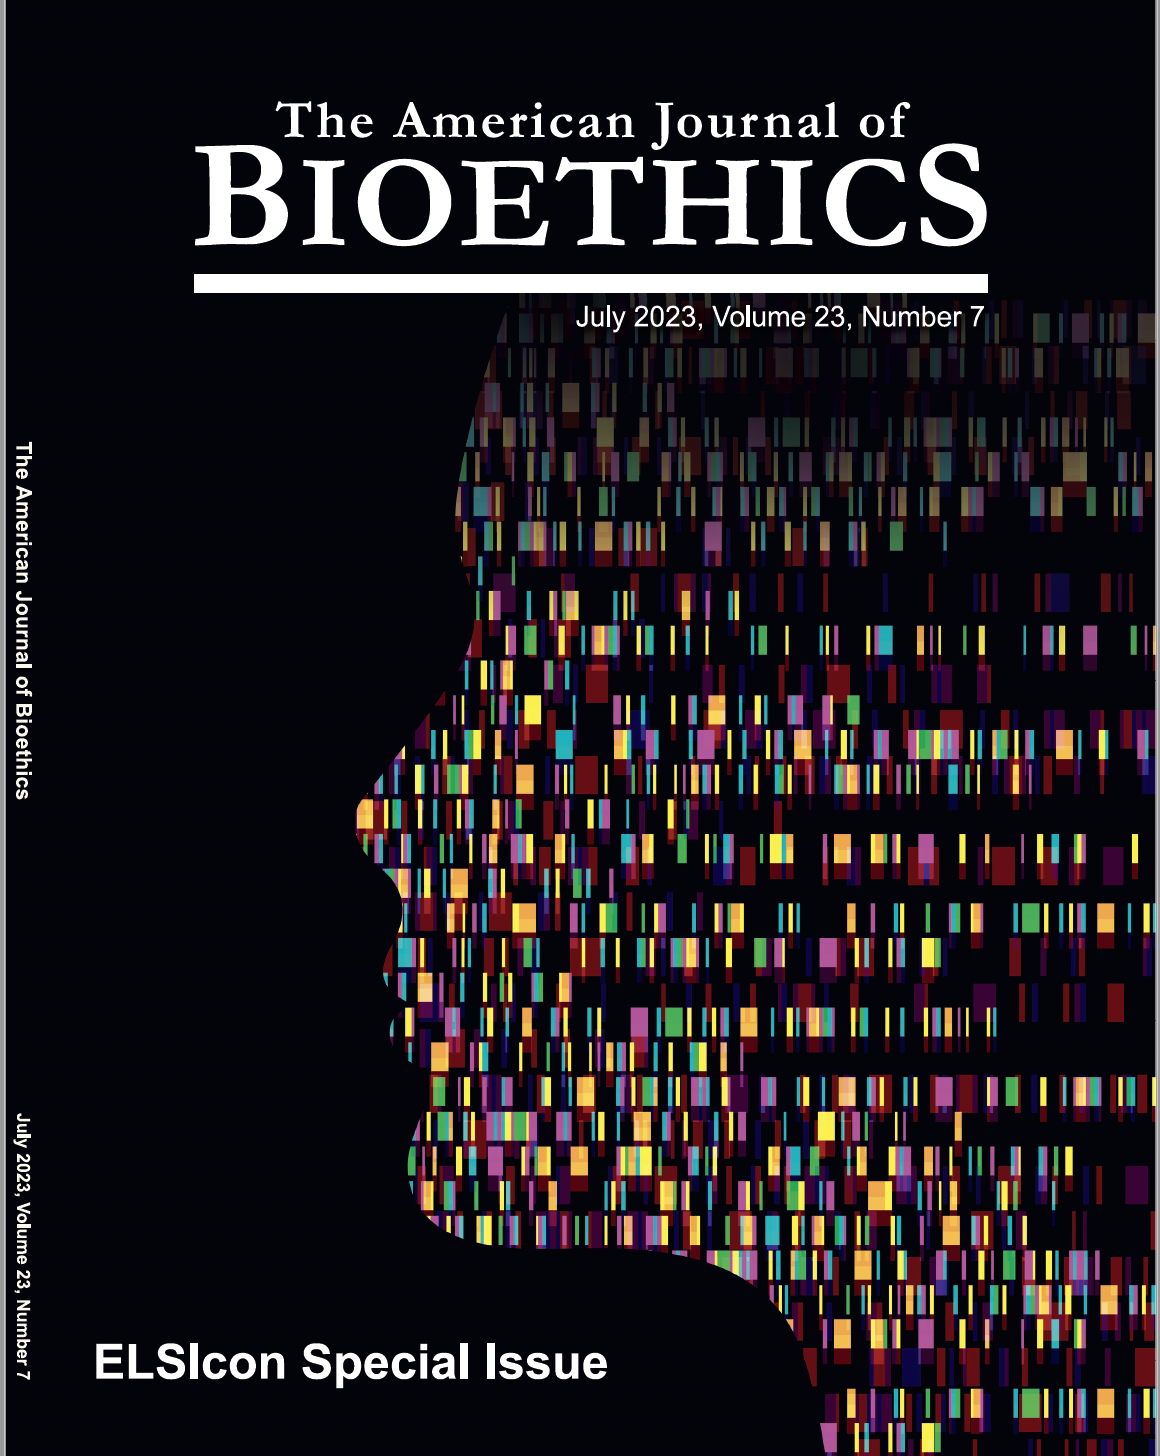 The American Journal of
BIOETHICS
July 2023, Volume 23, Number 7
The American Journal of Bioethics
July 2023, Volume 23, Number 7
ELSIcon Special Issue